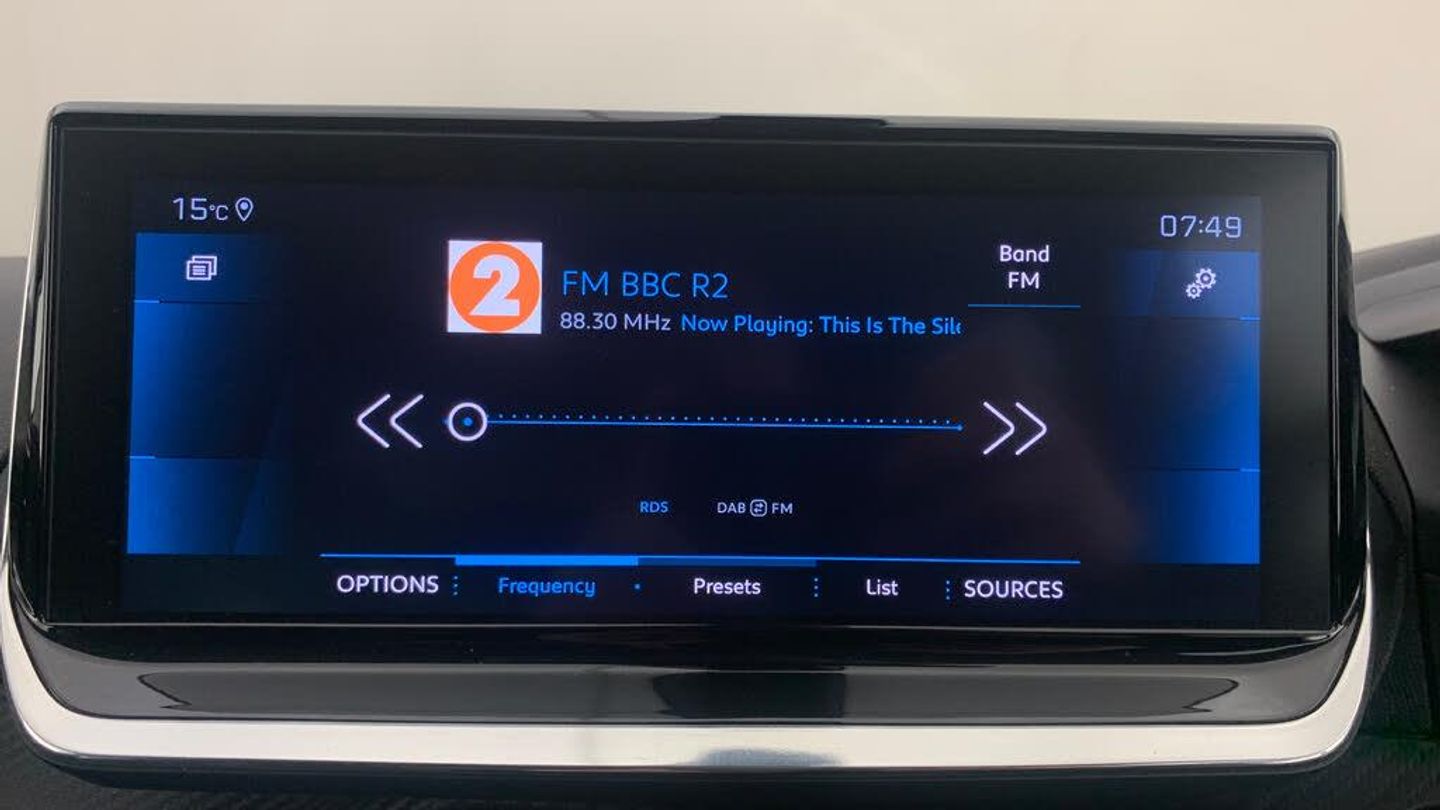 15°C
07:49
2
FM BBC R2
Band
FM
88.30 MHz Now Playing: This Is The
RDS DAB FM
OPTIONS Frequency Presets List SOURCES